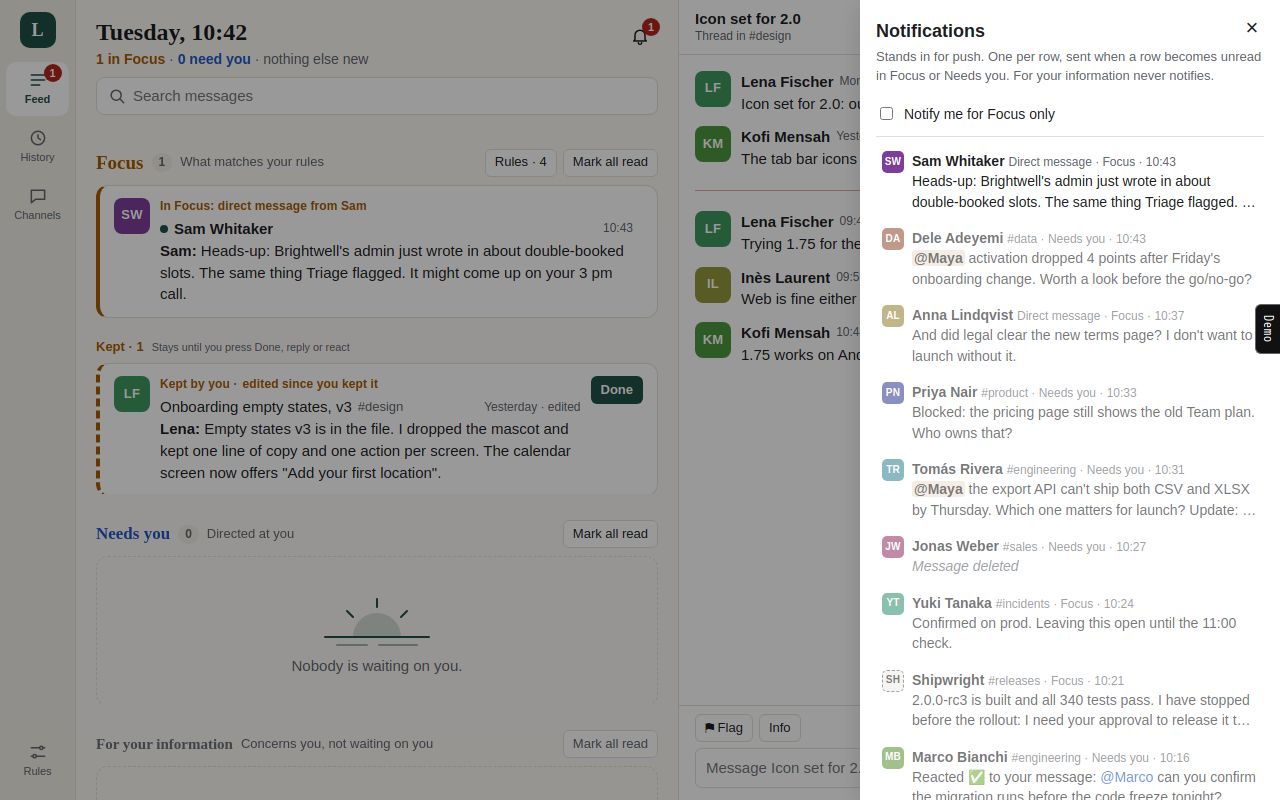 L
1
Feed
History
Channels
Rules
Tuesday, 10:42
1
1 in Focus · 0 need you · nothing else new
Search messages
Focus 1 What matches your rules
Rules · 4
Mark all read
SW
In Focus: direct message from Sam
Sam Whitaker
10:43
Sam: Heads-up: Brightwell's admin just wrote in about double-booked
slots. The same thing Triage flagged. It might come up on your 3 pm
call.
Kept · 1 Stays until you press Done, reply or react
LF
Kept by you · edited since you kept it
Done
Onboarding empty states, v3 #design
Yesterday · edited
Lena: Empty states v3 is in the file. I dropped the mascot and
kept one line of copy and one action per screen. The calendar
screen now offers "Add your first location".
Needs you 0 Directed at you
Mark all read
Nobody is waiting on you.
For your information Concerns you, not waiting on you
Mark all read
Icon set for 2.0
Thread in #design
LF
Lena Fischer Mon
Icon set for 2.0:
KM
Kofi Mensah
The tab bar icons
LF
Lena Fischer
Trying 1.75 for the
IL
Inès Laurent
Web is fine either
KM
Kofi Mensah
1.75 works on
Flag
Info
Message Icon set for 2.
Notifications
×
Stands in for push. One per row, sent when a row becomes unread
in Focus or Needs you. For your information never notifies.
Notify me for Focus only
SW
Sam Whitaker Direct message · Focus · 10:43
Heads-up: Brightwell's admin just wrote in about
double-booked slots. The same thing Triage flagged. …
DA
Dele Adeyemi #data · Needs you · 10:43
@Maya activation dropped 4 points after Friday's
onboarding change. Worth a look before the go/no-go?
AL
Anna Lindqvist Direct message · Focus · 10:37
And did legal clear the new terms page? I don't want to
launch without it.
Demo
PN
Priya Nair #product · Needs you · 10:33
Blocked: the pricing page still shows the old Team plan.
Who owns that?
TR
Tomás Rivera #engineering · Needs you · 10:31
@Maya the export API can't ship both CSV and XLSX
by Thursday. Which one matters for launch? Update: …
JW
Jonas Weber #sales · Needs you · 10:27
Message deleted
YT
Yuki Tanaka #incidents · Focus · 10:24
Confirmed on prod. Leaving this open until the 11:00
check.
SH
Shipwright #releases · Focus · 10:21
2.0.0-rc3 is built and all 340 tests pass. I have stopped
before the rollout: I need your approval to release it t…
MB
Marco Bianchi #engineering · Needs you · 10:16
Reacted ✅ to your message: @Marco can you confirm
the migration runs before the code freeze tonight?